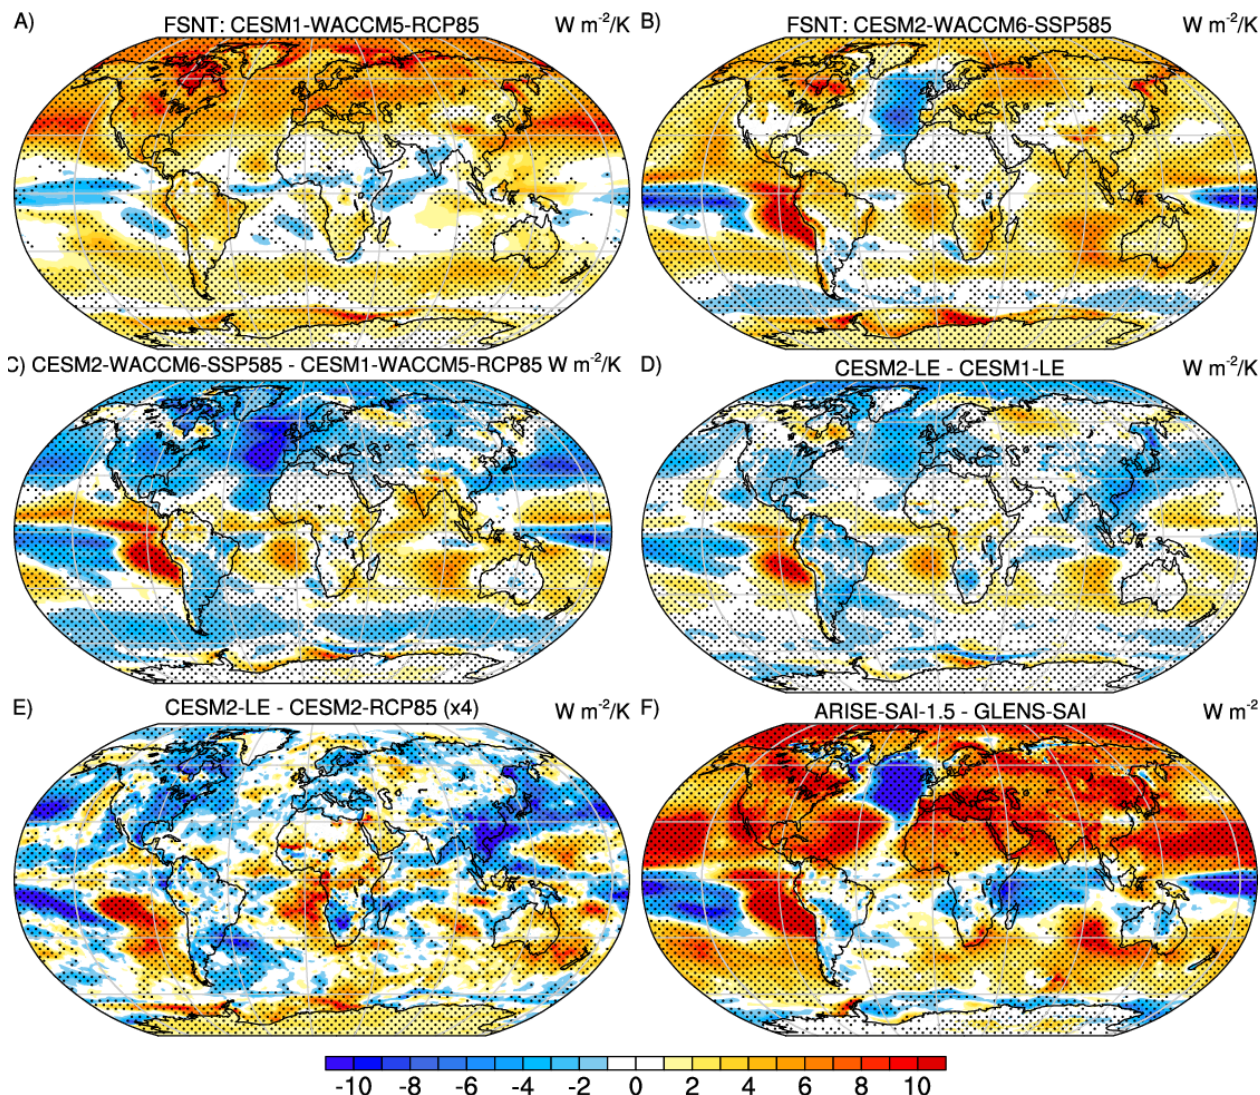 A) FSNT: CESM1-WACCM5-RCP85 W m⁻²/K
B) FSNT: CESM2-WACCM6-SSP585 W m⁻²/K
C) CESM2-WACCM6-SSP585 - CESM1-WACCM5-RCP85 W m⁻²/K
D) CESM2-LE - CESM1-LE W m⁻²/K
E) CESM2-LE - CESM2-RCP85 (x4) W m⁻²/K
F) ARISE-SAI-1.5 - GLENS-SAI W m⁻²
-10 -8 -6 -4 -2 0 2 4 6 8 10